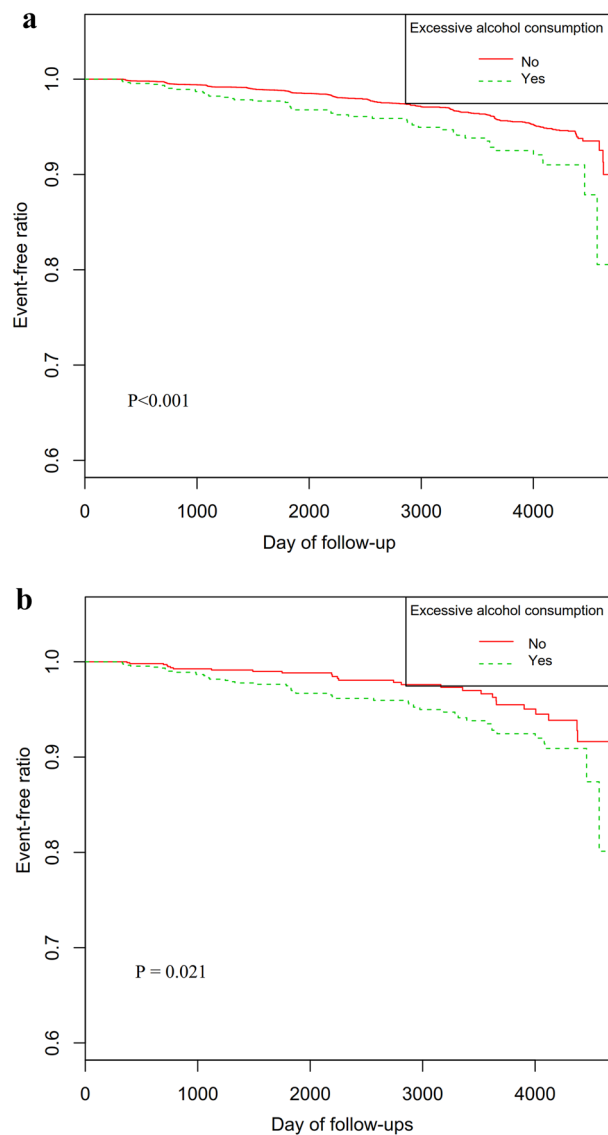 a
Excessive alcohol consumption
No
Yes
1.0
0.9
0.8
0.7
0.6
Event-free ratio
P<0.001
0 1000 2000 3000 4000
Day of follow-up
b
Excessive alcohol consumption
No
Yes
1.0
0.9
0.8
0.7
0.6
Event-free ratio
P = 0.021
0 1000 2000 3000 4000
Day of follow-ups